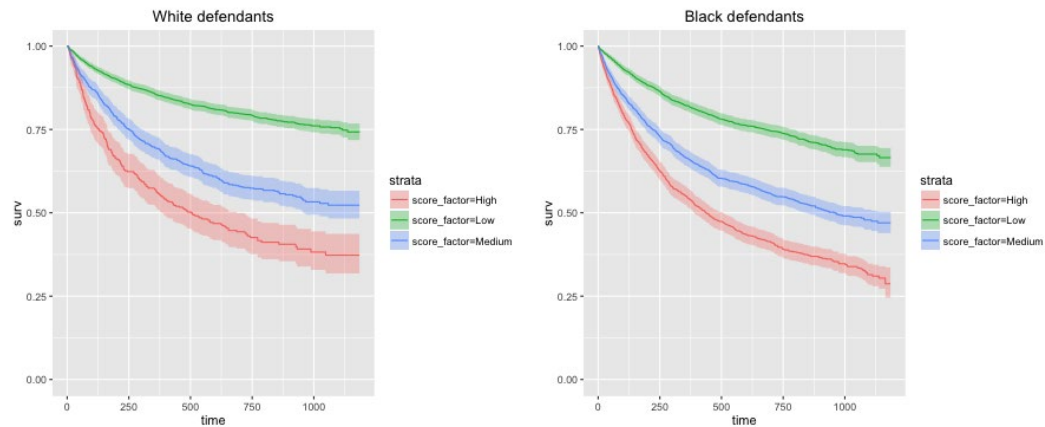 White defendants
1.00
0.75
0.50
0.25
0.00
surv
0 250 500 750 1000
time
strata
score_factor=High
score_factor=Low
score_factor=Medium
Black defendants
1.00
0.75
0.50
0.25
0.00
surv
0 250 500 750 1000
time
strata
score_factor=High
score_factor=Low
score_factor=Medium